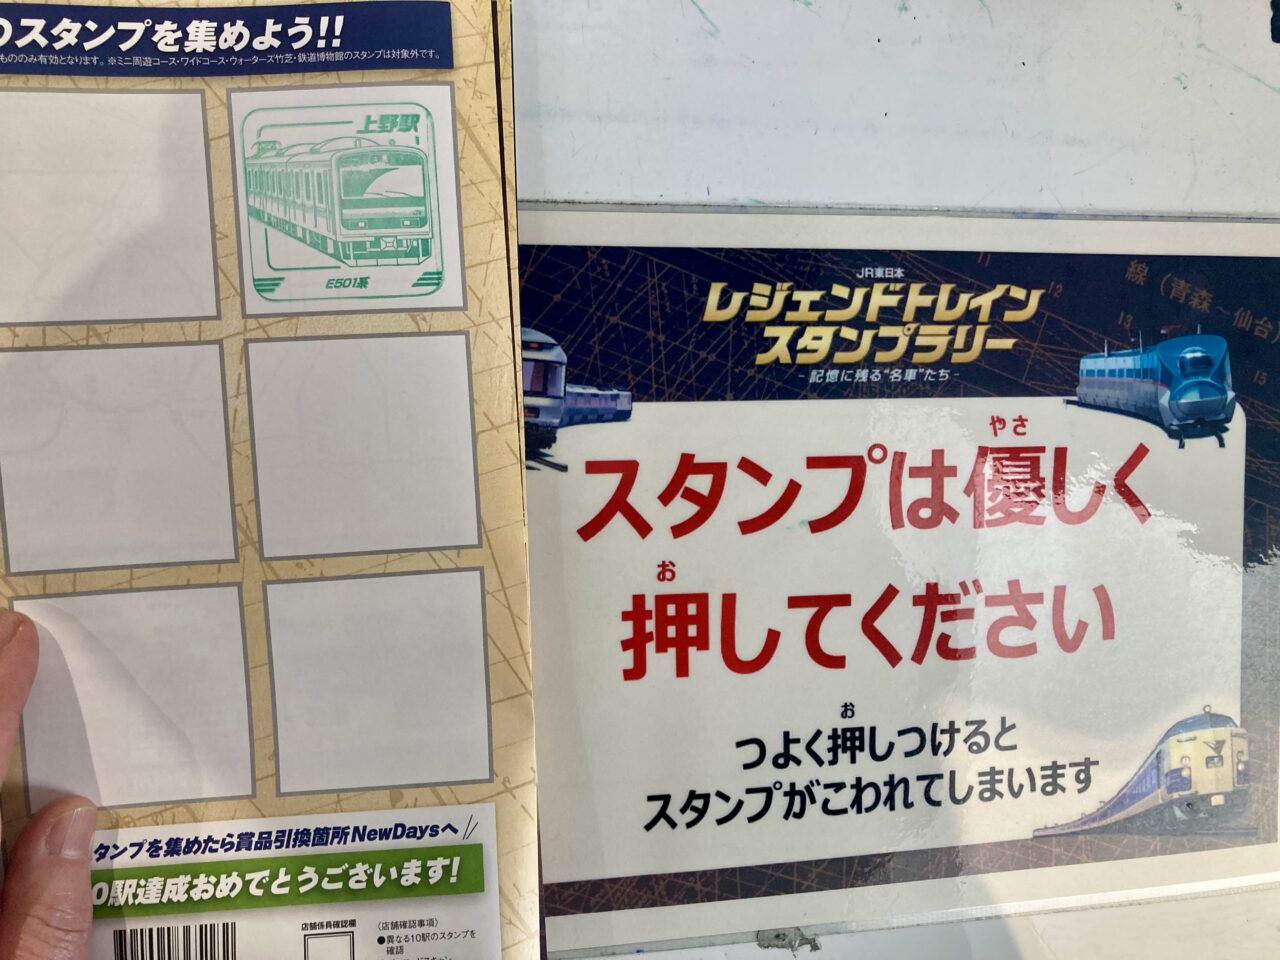 のスタンプを集めよう!!
もののみ有効となります。※ミニ周遊コース・ワイドコース・ウォーターズ竹芝・鉄道博物館のスタンプは対象外です。
上野駅
E501系
タンプを集めたら賞品引換箇所NewDaysへ
0駅達成おめでとうございます!
店舗係員確認欄
〈店舗確認事項〉
●異なる10駅のスタンプを
確認
JR東日本
レジェンドトレイン
スタンプラリー
-記憶に残る"名車"たち-
線(青森–仙台)
11
12
13
15
やさ
スタンプは優しく
お
押してください
お
つよく押しつけると
スタンプがこわれてしまいます